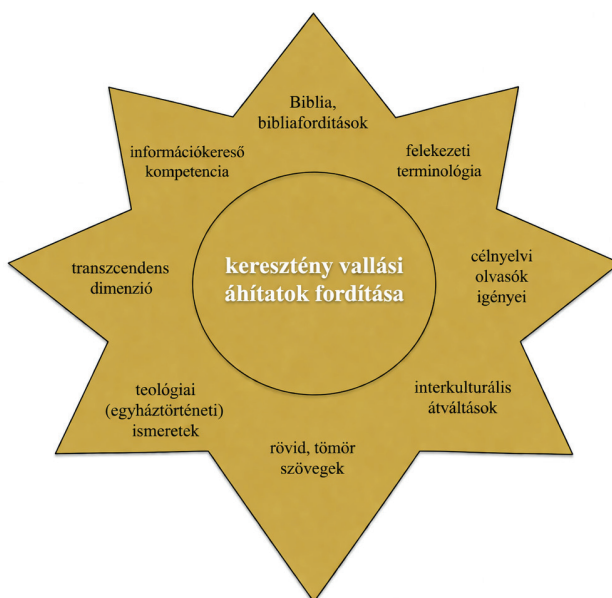 Biblia,
bibliaforditások
információkereső
kompetencia
felekezeti
terminológia
transzcendens
dimenzió
keresztény vallási
áhítatok fordítása
célnyelvi
olvasók
igényei
teológiai
(egyháztörténeti)
ismeretek
interkulturális
átváltások
rövid, tömör
szövegek